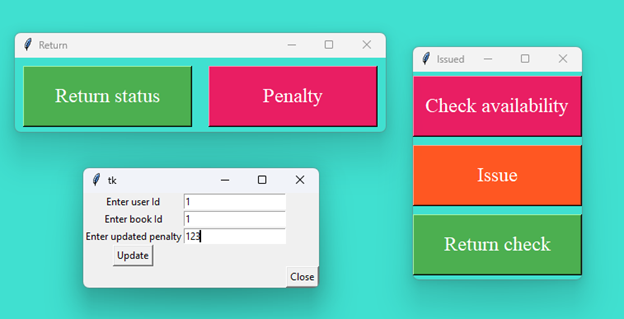 Return
Return status
Penalty
Issued
Check availability
Issue
Return check
tk
Enter user Id 1
Enter book Id 1
Enter updated penalty 123
Update
Close